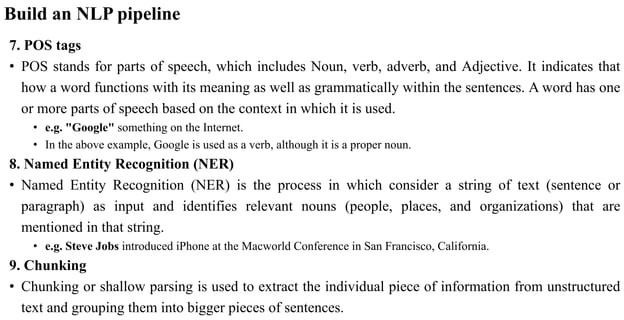 Build an NLP pipeline
7. POS tags
• POS stands for parts of speech, which includes Noun, verb, adverb, and Adjective. It indicates that
how a word functions with its meaning as well as grammatically within the sentences. A word has one
or more parts of speech based on the context in which it is used.
• e.g. "Google" something on the Internet.
• In the above example, Google is used as a verb, although it is a proper noun.
8. Named Entity Recognition (NER)
• Named Entity Recognition (NER) is the process in which consider a string of text (sentence or
paragraph) as input and identifies relevant nouns (people, places, and organizations) that are
mentioned in that string.
• e.g. Steve Jobs introduced iPhone at the Macworld Conference in San Francisco, California.
9. Chunking
• Chunking or shallow parsing is used to extract the individual piece of information from unstructured
text and grouping them into bigger pieces of sentences.